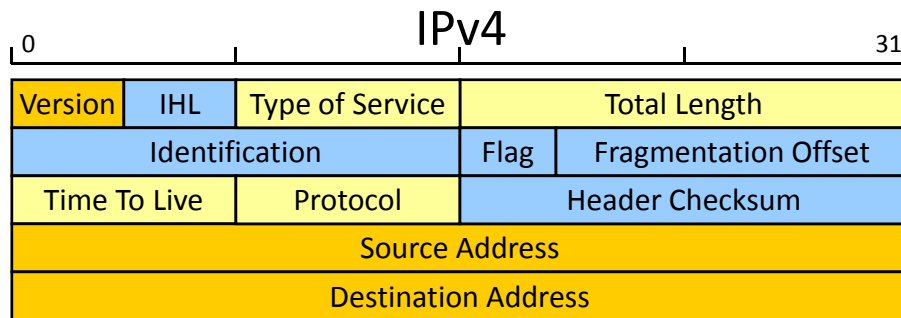 IPv4
0 31
Version IHL Type of Service Total Length
Identification Flag Fragmentation Offset
Time To Live Protocol Header Checksum
Source Address
Destination Address